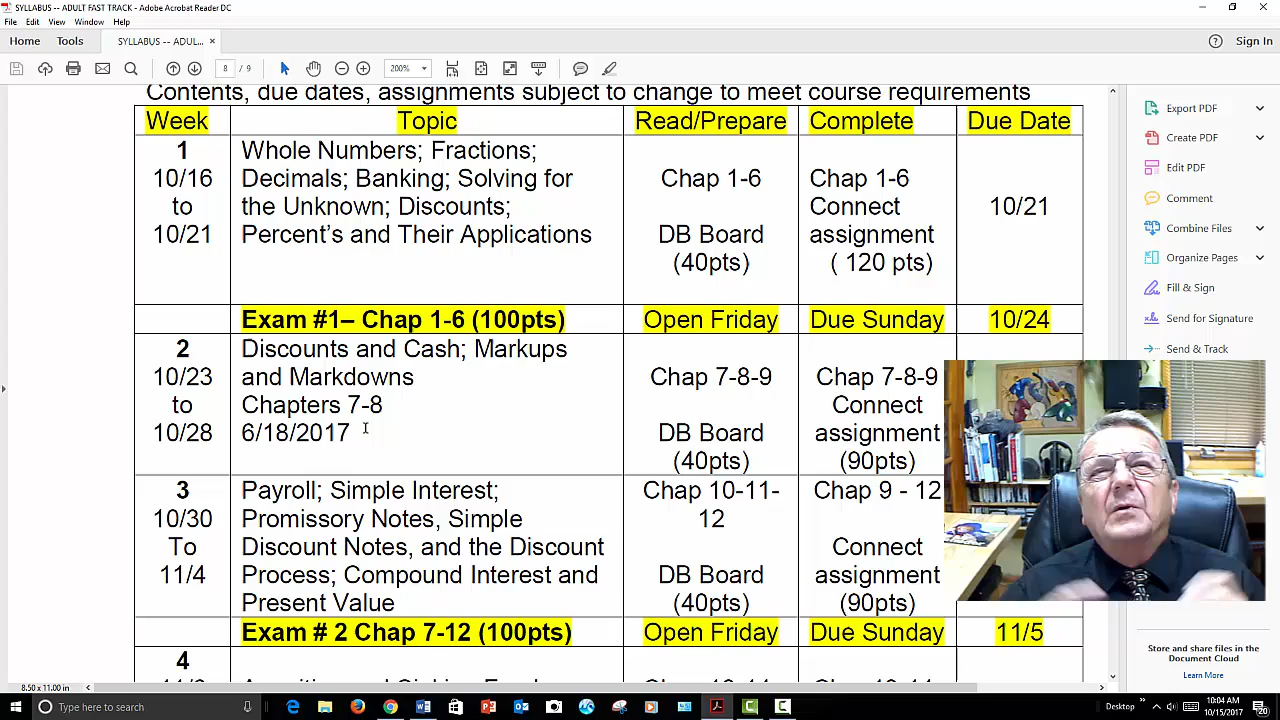 SYLLABUS -- ADULT FAST TRACK - Adobe Acrobat Reader DC
File Edit View Window Help
Home Tools SYLLABUS -- ADUL... × Sign In
8 / 9 200%
Contents, due dates, assignments subject to change to meet course requirements
Week Topic Read/Prepare Complete Due Date
1
10/16
to
10/21
Whole Numbers; Fractions;
Decimals; Banking; Solving for
the Unknown; Discounts;
Percent's and Their Applications
Chap 1-6
DB Board
(40pts)
Chap 1-6
Connect
assignment
( 120 pts)
10/21
Exam #1– Chap 1-6 (100pts) Open Friday Due Sunday 10/24
2
10/23
to
10/28
Discounts and Cash; Markups
and Markdowns
Chapters 7-8
6/18/2017
Chap 7-8-9
DB Board
(40pts)
Chap 7-8-9
Connect
assignment
(90pts)
3
10/30
To
11/4
Payroll; Simple Interest;
Promissory Notes, Simple
Discount Notes, and the Discount
Process; Compound Interest and
Present Value
Chap 10-11-
12
DB Board
(40pts)
Chap 9 - 12
Connect
assignment
(90pts)
Exam # 2 Chap 7-12 (100pts) Open Friday Due Sunday 11/5
4
8.50 x 11.00 in
Export PDF
Create PDF
Edit PDF
Comment
Combine Files
Organize Pages
Fill & Sign
Send for Signature
Send & Track
Store and share files in the
Document Cloud
Learn More
Type here to search
Desktop
10:04 AM
10/15/2017
20